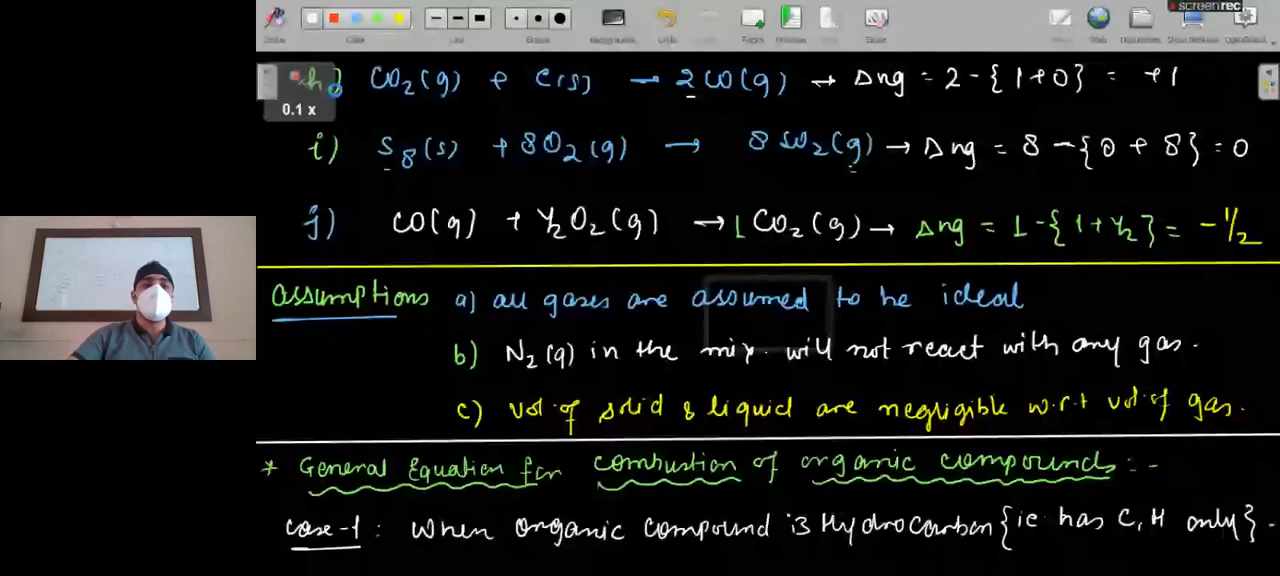 screenrec
h) CO₂(g) + C(s) → 2CO(g) → Δng = 2 - {1+0} = +1
0.1 x
i) S₈(s) + 8O₂(g) → 8SO₂(g) → Δng = 8 - {0 + 8} = 0
j) CO(g) + ½O₂(g) → 1CO₂(g) → Δng = 1 - {1 + ½} = -½
Assumptions a) all gases are assumed to be ideal
b) N₂(g) in the mix. will not react with any gas.
c) Vol. of solid & liquid are negligible w.r.t vol. of gas.
* General Equation for combustion of organic compounds :-
Case-1 : When organic compound is Hydrocarbon {ie has C, H only} -